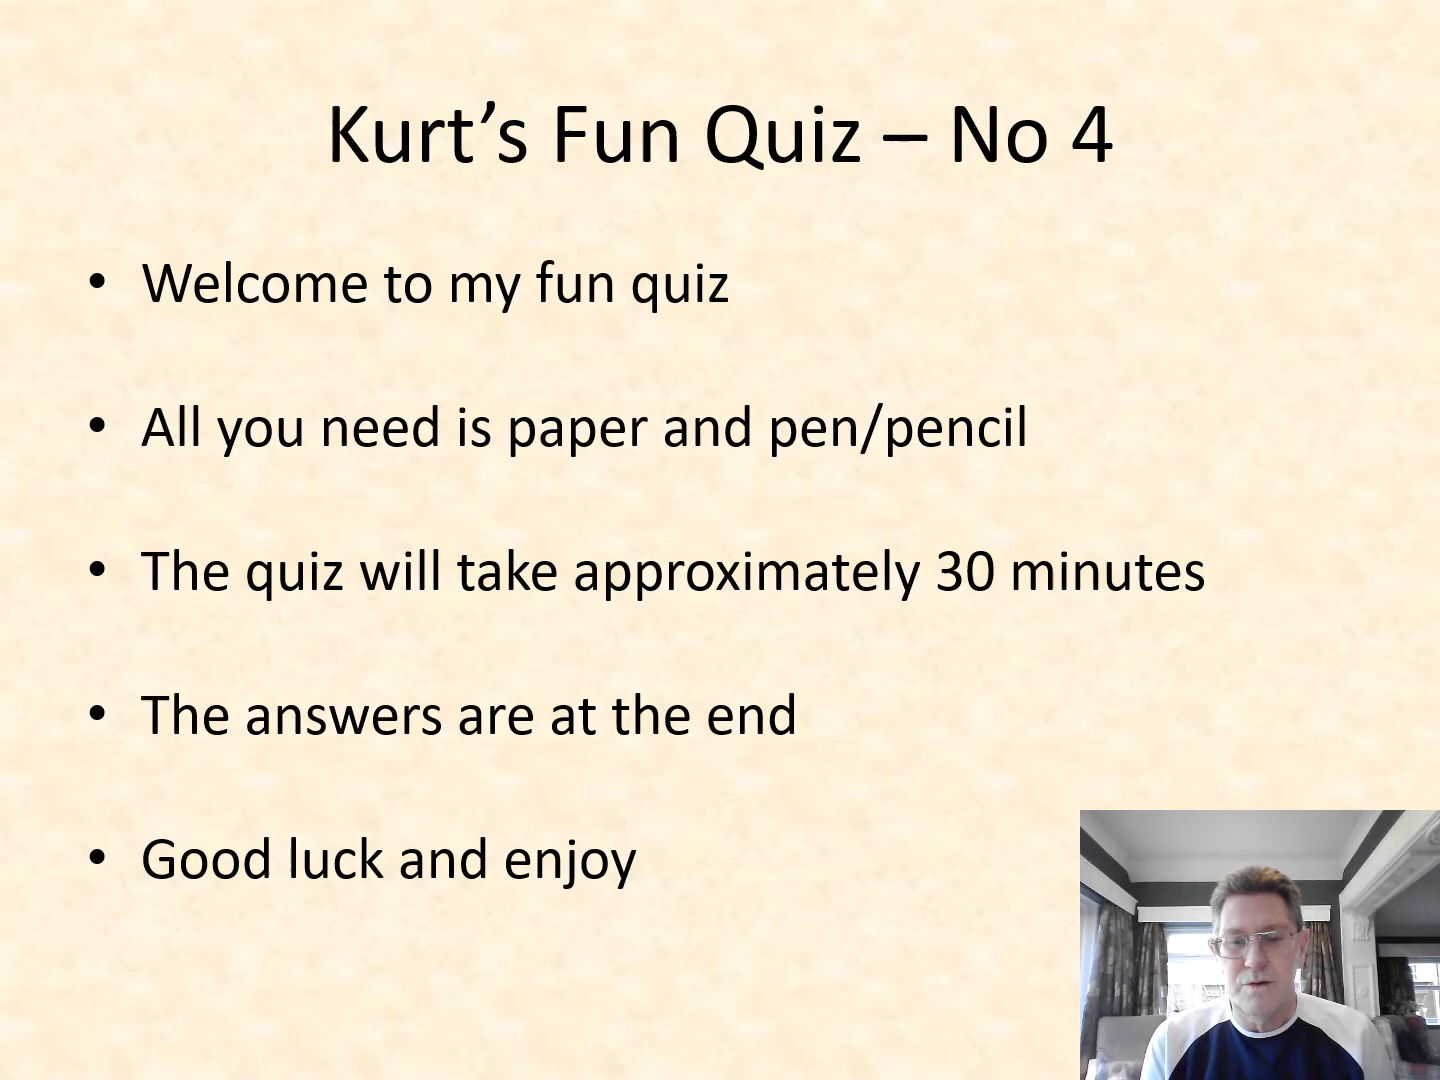 Kurt’s Fun Quiz – No 4
• Welcome to my fun quiz
• All you need is paper and pen/pencil
• The quiz will take approximately 30 minutes
• The answers are at the end
• Good luck and enjoy